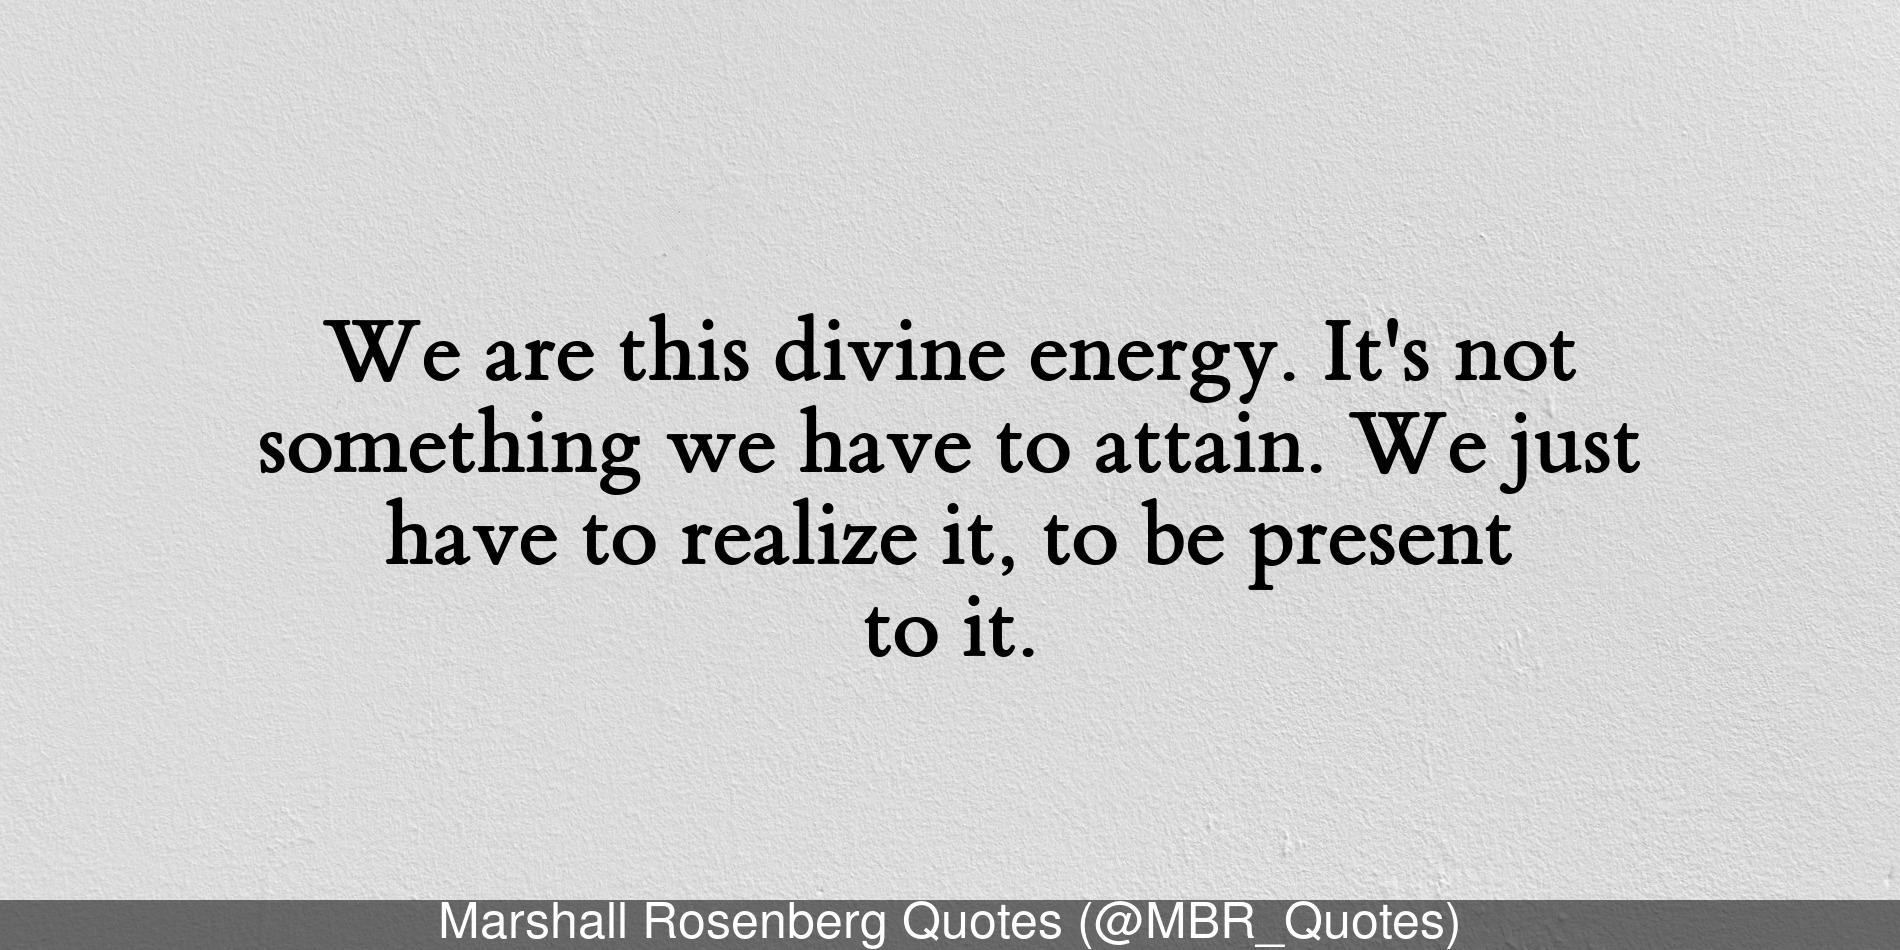 We are this divine energy. It's not
something we have to attain. We just
have to realize it, to be present
to it.
Marshall Rosenberg Quotes (@MBR_Quotes)